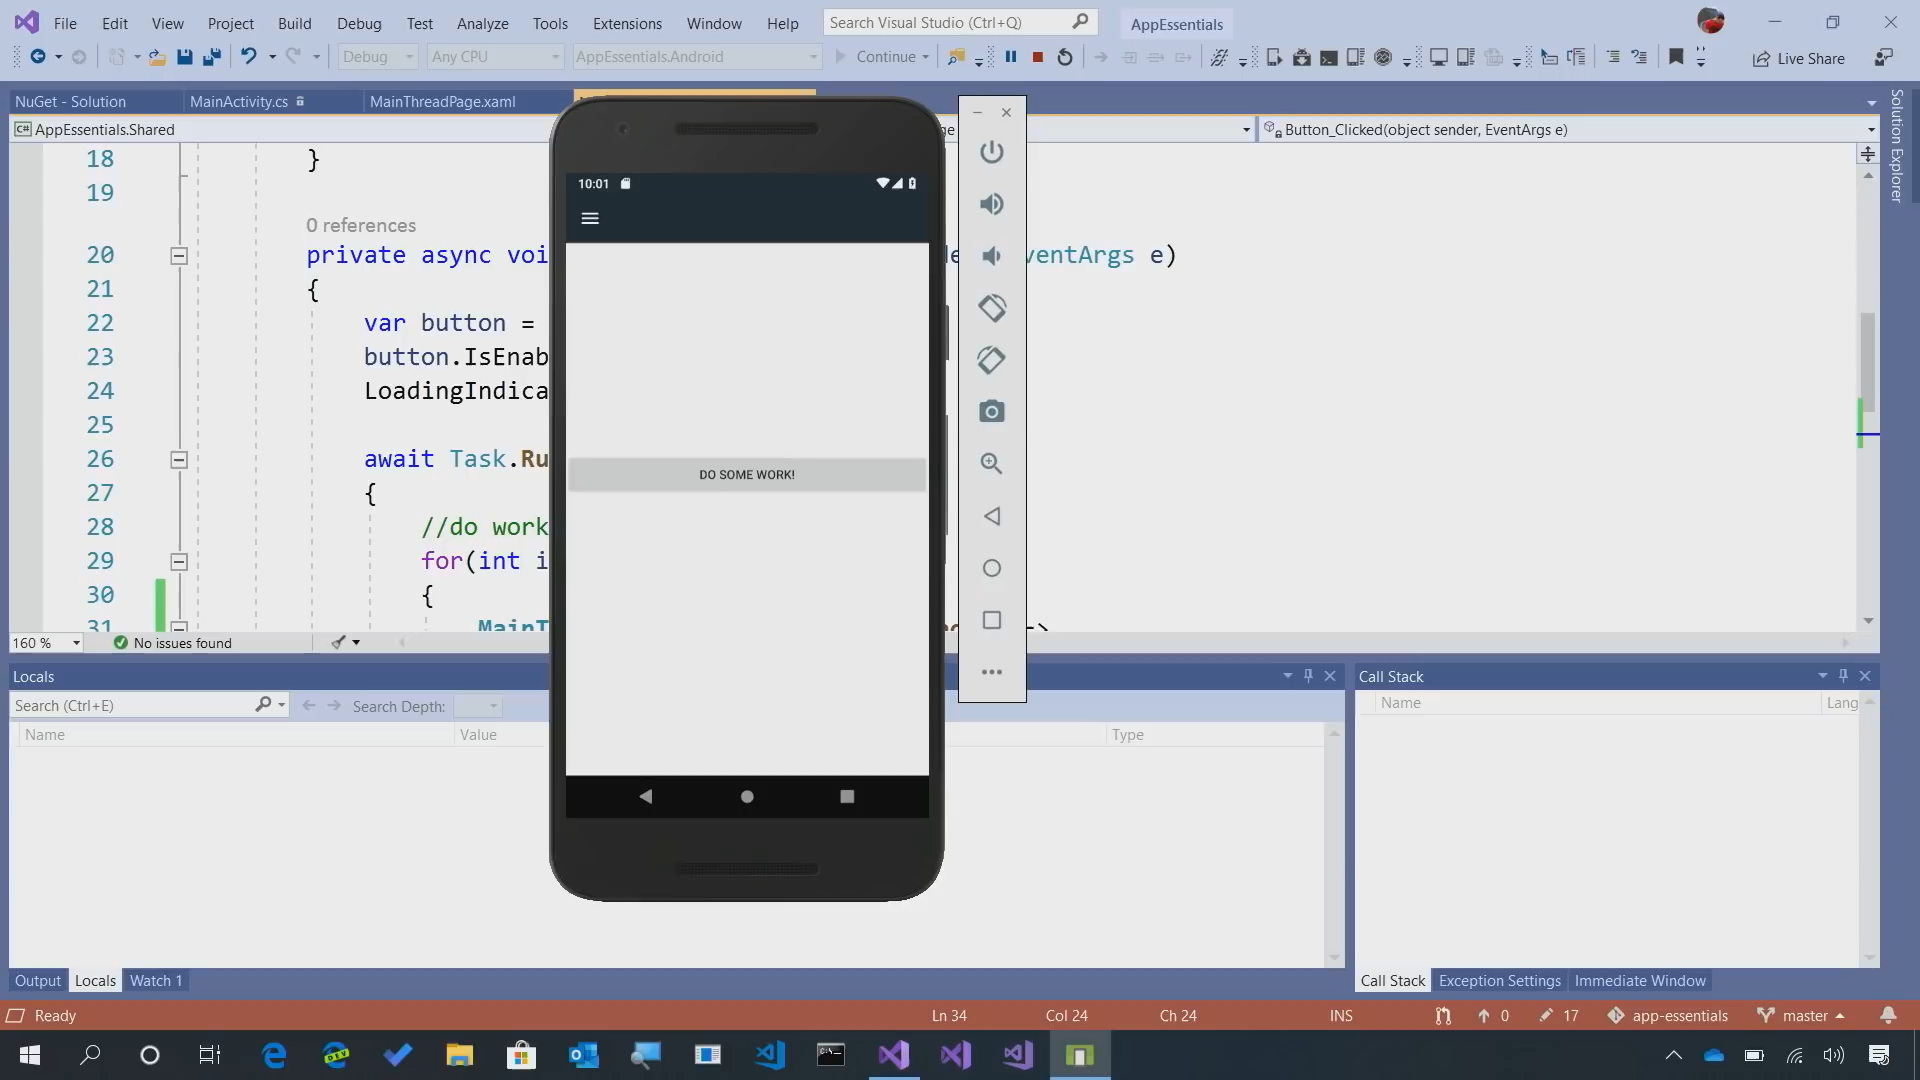 File Edit View Project Build Debug Test Analyze Tools Extensions Window Help Search Visual Studio (Ctrl+Q) AppEssentials
Debug Any CPU AppEssentials.Android Continue Live Share
NuGet - Solution MainActivity.cs MainThreadPage.xaml
AppEssentials.Shared Button_Clicked(object sender, EventArgs e)
Solution Explorer
18 }
19
0 references
20 private async voi ventArgs e)
21 {
22 var button =
23 button.IsEnab
24 LoadingIndica
25
26 await Task.Ru
27 {
28 //do work
29 for(int i
30 {
31 MainT =>
160 % No issues found
10:01
DO SOME WORK!
Locals
Search (Ctrl+E) Search Depth:
Name Value Type
Call Stack
Name Lang
Output Locals Watch 1
Call Stack Exception Settings Immediate Window
Ready Ln 34 Col 24 Ch 24 INS 0 17 app-essentials master
DEV
C:\